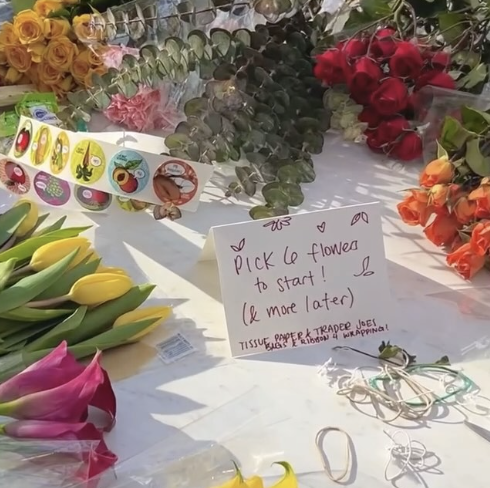 PICK 6 flowers
to start!
(& more later)
TISSUE PAPER & TRADER JOES
BAGS & RIBBON 4 WRAPPING!